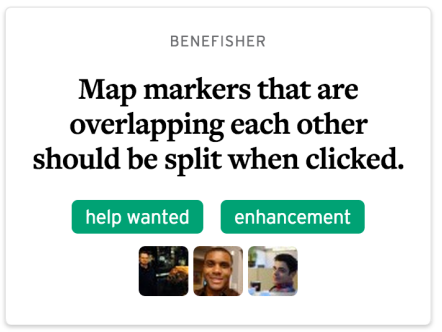 BENEFISHER
Map markers that are
overlapping each other
should be split when clicked.
help wanted enhancement